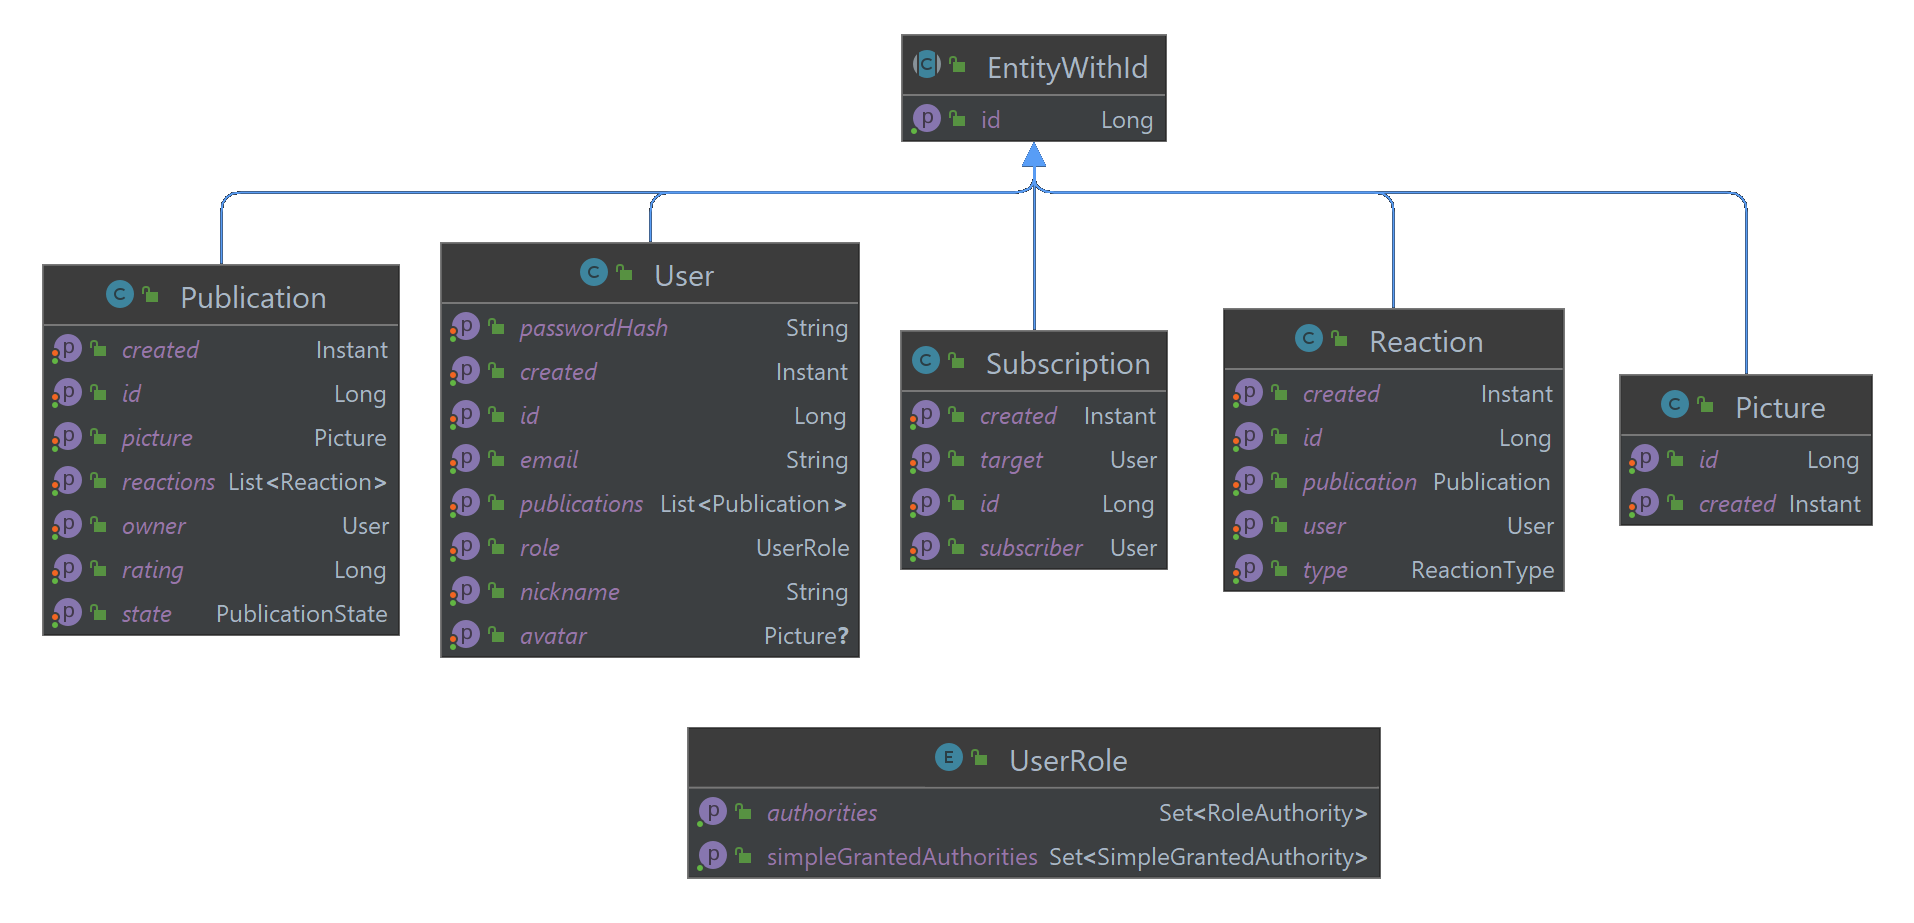 EntityWithId
id Long
Publication
created Instant
id Long
picture Picture
reactions List<Reaction>
owner User
rating Long
state PublicationState
User
passwordHash String
created Instant
id Long
email String
publications List<Publication>
role UserRole
nickname String
avatar Picture?
Subscription
created Instant
target User
id Long
subscriber User
Reaction
created Instant
id Long
publication Publication
user User
type ReactionType
Picture
id Long
created Instant
UserRole
authorities Set<RoleAuthority>
simpleGrantedAuthorities Set<SimpleGrantedAuthority>